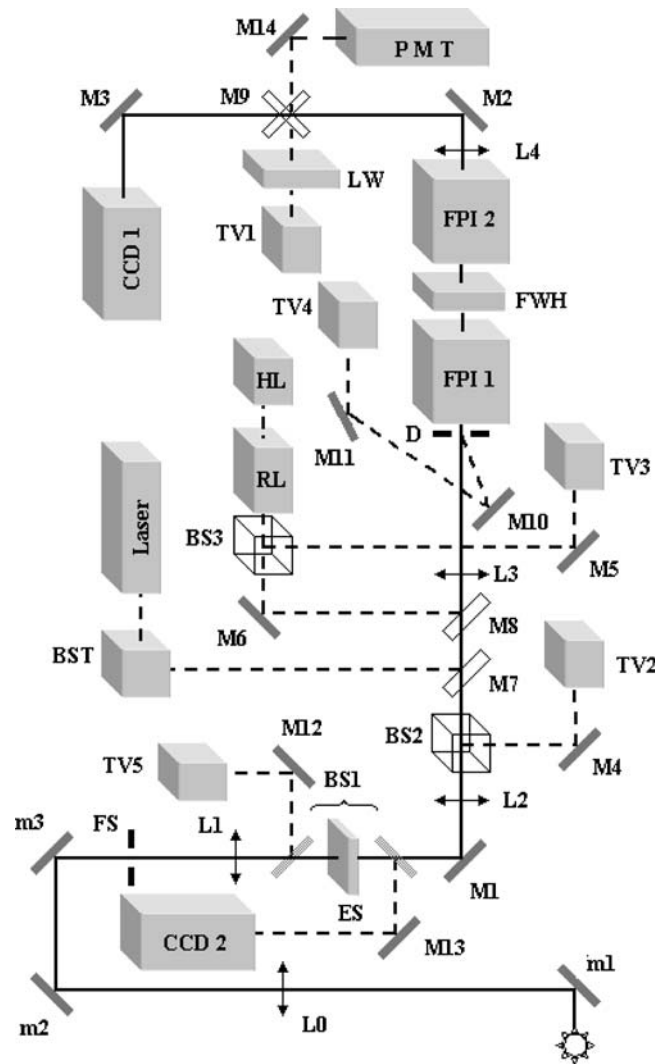 M14
P M T
M3
M9
M2
L4
LW
FPI 2
CCD 1
TV1
TV4
FWH
HL
FPI 1
M11
D
RL
TV3
Laser
M10
BS3
L3
M5
M6
M8
BST
TV2
M7
M12
BS2
TV5
BS1
M4
m3
FS
L1
L2
M1
ES
CCD 2
M13
m1
m2
L0